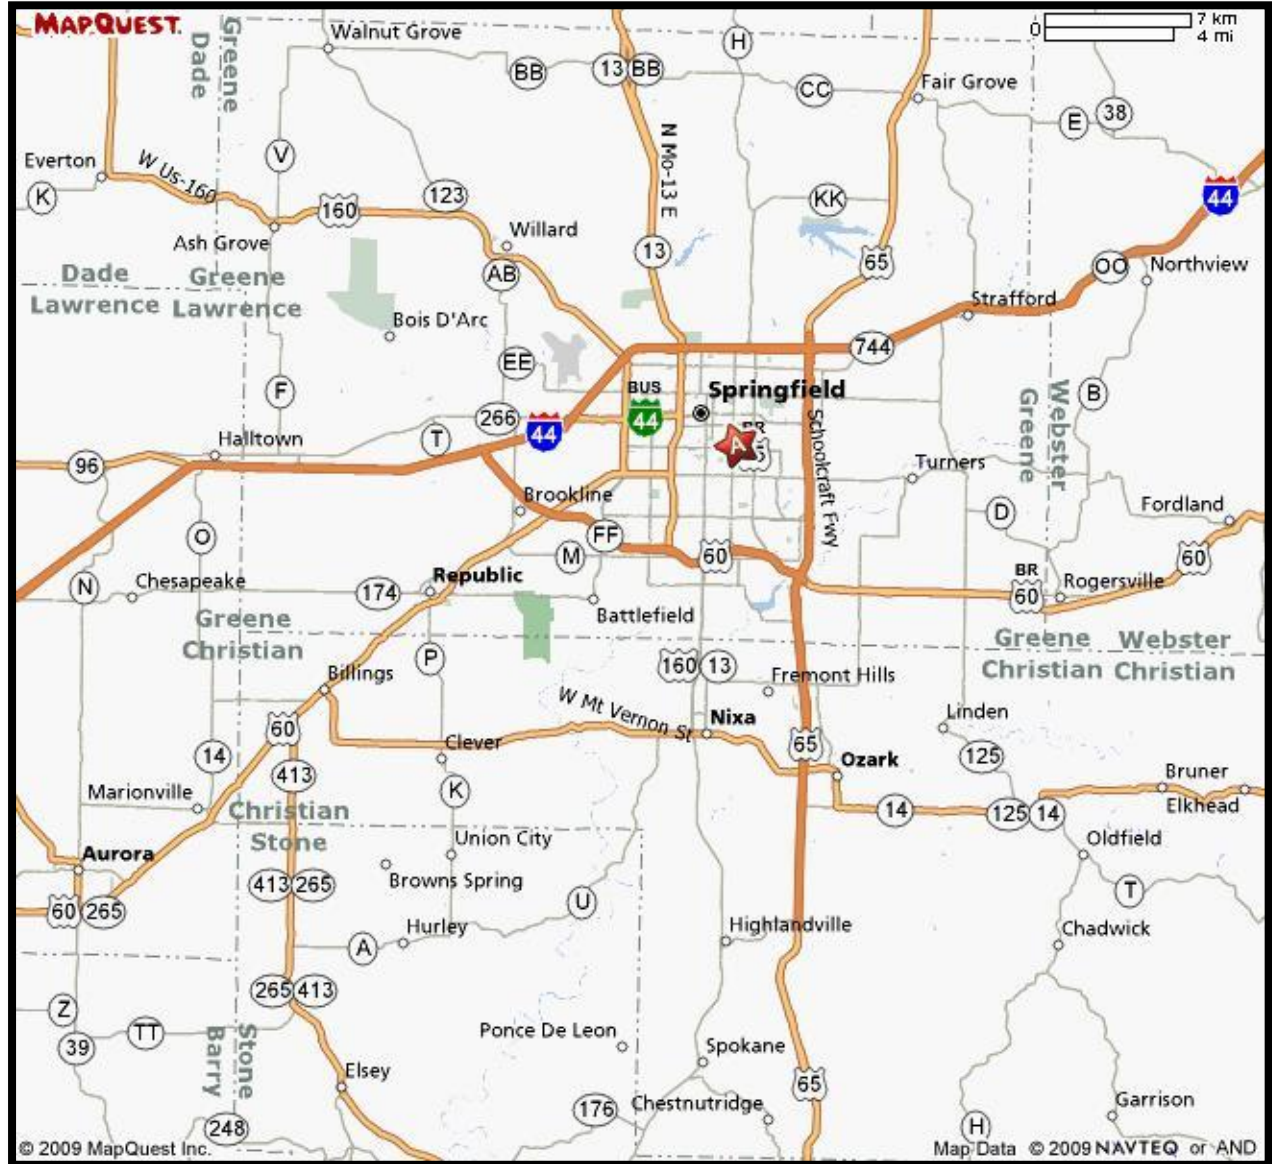 MAPQUEST.
0
7 km
4 mi
Walnut Grove
Greene
Dade
H
BB
13
BB
CC
Fair Grove
38
E
N Mo-13 E
V
Everton
W Us-160
K
123
160
KK
44
Ash Grove
Willard
13
65
OO
Northview
AB
Dade
Greene
Lawrence
Lawrence
Strafford
Bois D'Arc
744
EE
BUS
44
Springfield
Webster
Greene
B
F
266
44
T
A
Schoolcraft Fwy
Halltown
96
Turners
Brookline
D
Fordland
O
FF
M
60
60
N
Chesapeake
174
Republic
BR
60
Rogersville
Battlefield
Greene
Christian
Greene
Webster
Christian
Christian
P
160
13
Billings
Fremont Hills
W Mt Vernon St
Nixa
Linden
60
14
65
Clever
Ozark
125
413
K
Marionville
Bruner
Elkhead
14
125
14
Christian
Stone
Union City
Oldfield
Aurora
Browns Spring
413
265
T
60
265
U
Hurley
A
Highlandville
Chadwick
265
413
Z
TT
39
Stone
Barry
Ponce De Leon
Spokane
Elsey
65
176
Chestnutridge
Garrison
248
H
© 2009 MapQuest Inc.
Map Data © 2009 NAVTEQ or AND